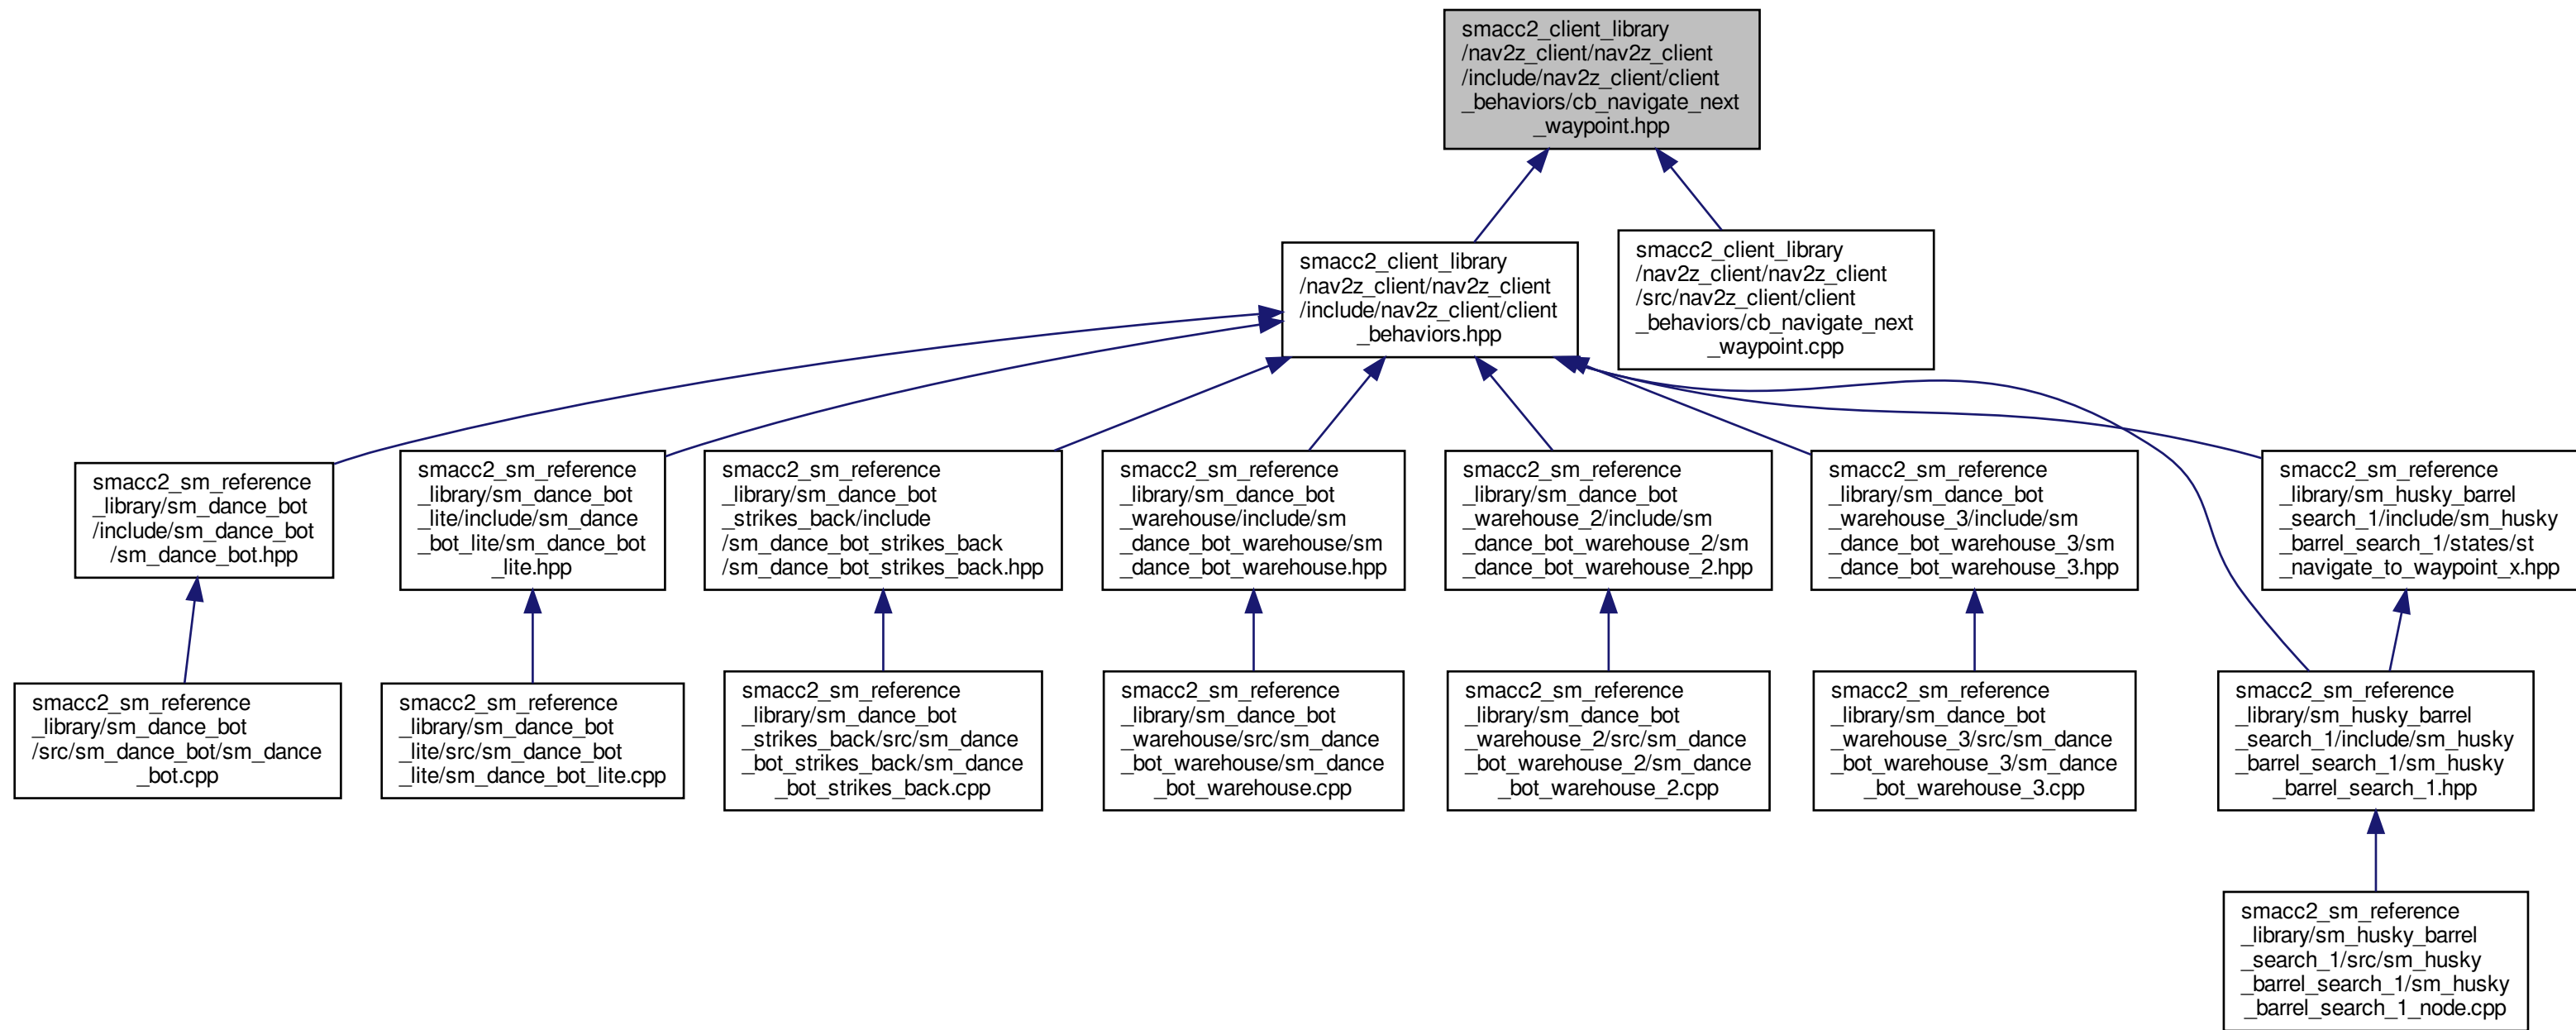 smacc2_client_library
/nav2z_client/nav2z_client
/include/nav2z_client/client
_behaviors/cb_navigate_next
_waypoint.hpp
smacc2_client_library
/nav2z_client/nav2z_client
/include/nav2z_client/client
_behaviors.hpp
smacc2_client_library
/nav2z_client/nav2z_client
/src/nav2z_client/client
_behaviors/cb_navigate_next
_waypoint.cpp
smacc2_sm_reference
_library/sm_dance_bot
/include/sm_dance_bot
/sm_dance_bot.hpp
smacc2_sm_reference
_library/sm_dance_bot
_lite/include/sm_dance
_bot_lite/sm_dance_bot
_lite.hpp
smacc2_sm_reference
_library/sm_dance_bot
_strikes_back/include
/sm_dance_bot_strikes_back
/sm_dance_bot_strikes_back.hpp
smacc2_sm_reference
_library/sm_dance_bot
_warehouse/include/sm
_dance_bot_warehouse/sm
_dance_bot_warehouse.hpp
smacc2_sm_reference
_library/sm_dance_bot
_warehouse_2/include/sm
_dance_bot_warehouse_2/sm
_dance_bot_warehouse_2.hpp
smacc2_sm_reference
_library/sm_dance_bot
_warehouse_3/include/sm
_dance_bot_warehouse_3/sm
_dance_bot_warehouse_3.hpp
smacc2_sm_reference
_library/sm_husky_barrel
_search_1/include/sm_husky
_barrel_search_1/states/st
_navigate_to_waypoint_x.hpp
smacc2_sm_reference
_library/sm_dance_bot
/src/sm_dance_bot/sm_dance
_bot.cpp
smacc2_sm_reference
_library/sm_dance_bot
_lite/src/sm_dance_bot
_lite/sm_dance_bot_lite.cpp
smacc2_sm_reference
_library/sm_dance_bot
_strikes_back/src/sm_dance
_bot_strikes_back/sm_dance
_bot_strikes_back.cpp
smacc2_sm_reference
_library/sm_dance_bot
_warehouse/src/sm_dance
_bot_warehouse/sm_dance
_bot_warehouse.cpp
smacc2_sm_reference
_library/sm_dance_bot
_warehouse_2/src/sm_dance
_bot_warehouse_2/sm_dance
_bot_warehouse_2.cpp
smacc2_sm_reference
_library/sm_dance_bot
_warehouse_3/src/sm_dance
_bot_warehouse_3/sm_dance
_bot_warehouse_3.cpp
smacc2_sm_reference
_library/sm_husky_barrel
_search_1/include/sm_husky
_barrel_search_1/sm_husky
_barrel_search_1.hpp
smacc2_sm_reference
_library/sm_husky_barrel
_search_1/src/sm_husky
_barrel_search_1/sm_husky
_barrel_search_1_node.cpp